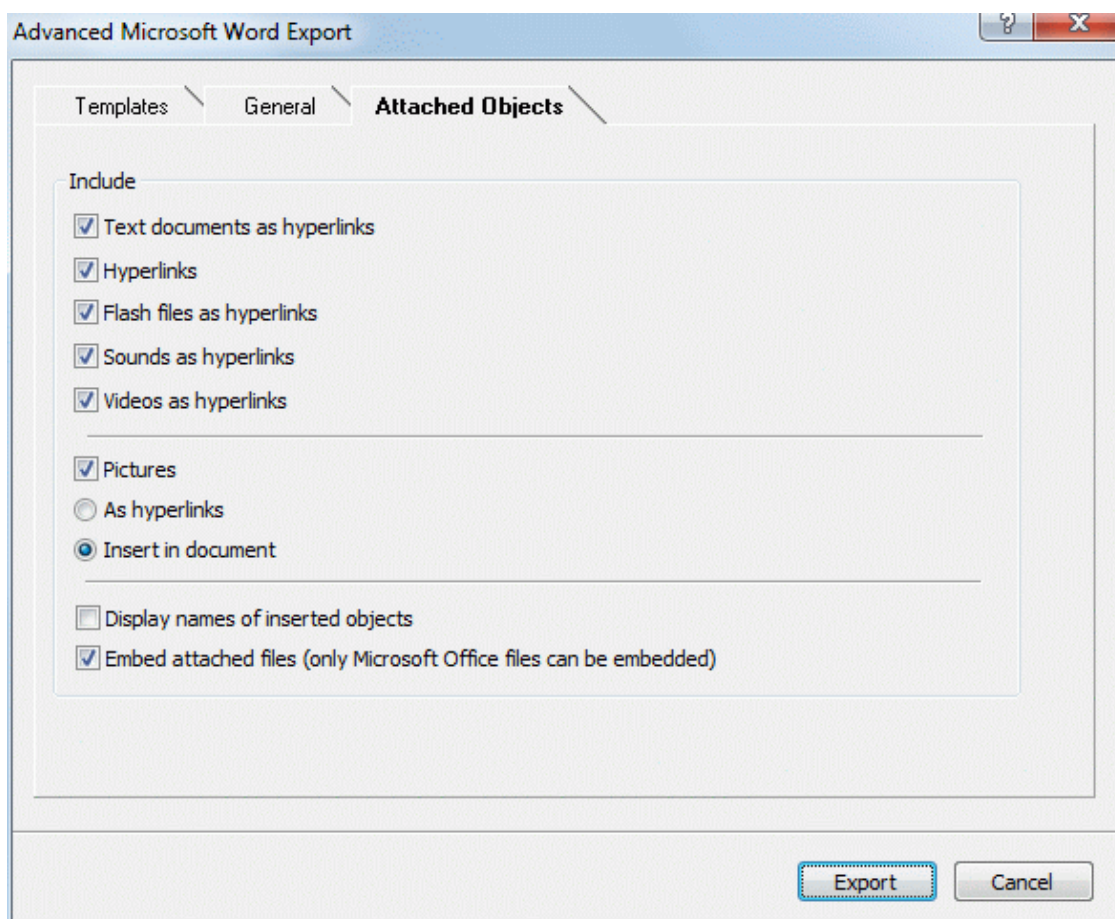 Advanced Microsoft Word Export
Templates General Attached Objects
Include
Text documents as hyperlinks
Hyperlinks
Flash files as hyperlinks
Sounds as hyperlinks
Videos as hyperlinks
Pictures
As hyperlinks
Insert in document
Display names of inserted objects
Embed attached files (only Microsoft Office files can be embedded)
Export Cancel